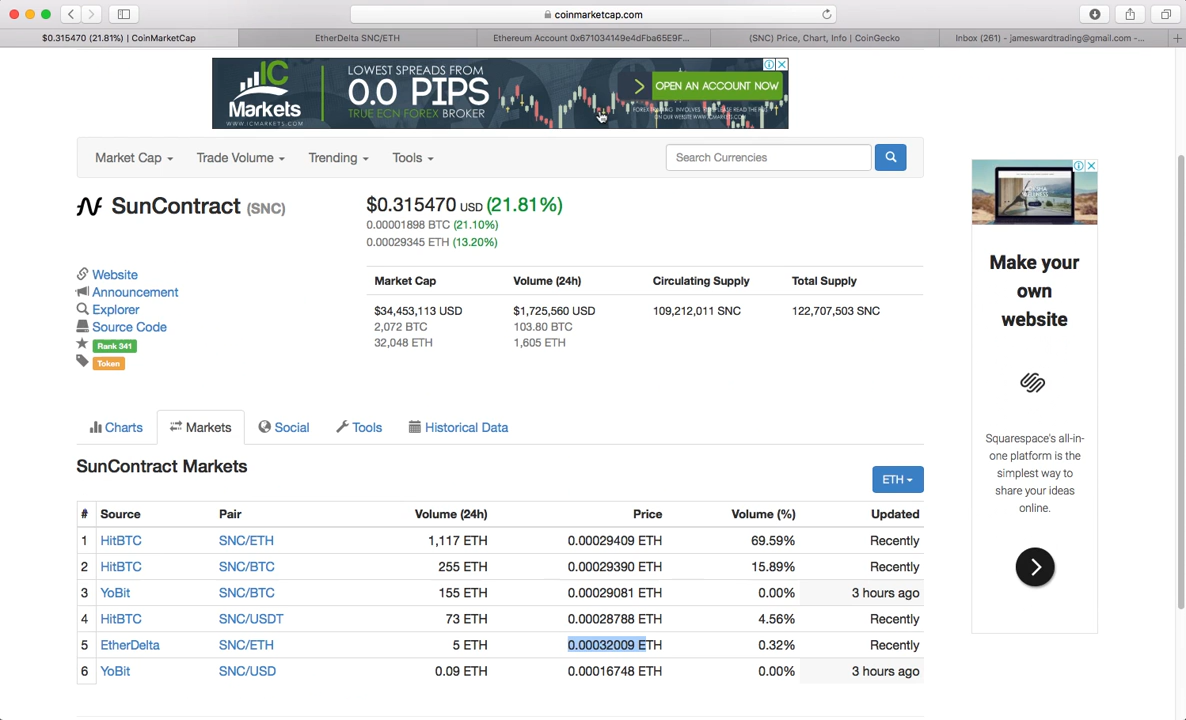 coinmarketcap.com
$0.315470 (21.81%) | CoinMarketCap
EtherDelta SNC/ETH
Ethereum Account 0x671034149e4dFba65E9F...
(SNC) Price, Chart, Info | CoinGecko
Inbox (261) - jameswardtrading@gmail.com -...
IC
Markets
WWW.ICMARKETS.COM
LOWEST SPREADS FROM
0.0 PIPS
TRUE ECN FOREX BROKER
OPEN AN ACCOUNT NOW
Market Cap
Trade Volume
Trending
Tools
Search Currencies
SunContract (SNC)
$0.315470 USD (21.81%)
0.00001898 BTC (21.10%)
0.00029345 ETH (13.20%)
Website
Announcement
Explorer
Source Code
Rank 341
Token
Market Cap Volume (24h) Circulating Supply Total Supply
$34,453,113 USD $1,725,560 USD 109,212,011 SNC 122,707,503 SNC
2,072 BTC 103.80 BTC
32,048 ETH 1,605 ETH
Charts Markets Social Tools Historical Data
SunContract Markets
ETH
# Source Pair Volume (24h) Price Volume (%) Updated
1 HitBTC SNC/ETH 1,117 ETH 0.00029409 ETH 69.59% Recently
2 HitBTC SNC/BTC 255 ETH 0.00029390 ETH 15.89% Recently
3 YoBit SNC/BTC 155 ETH 0.00029081 ETH 0.00% 3 hours ago
4 HitBTC SNC/USDT 73 ETH 0.00028788 ETH 4.56% Recently
5 EtherDelta SNC/ETH 5 ETH 0.00032009 ETH 0.32% Recently
6 YoBit SNC/USD 0.09 ETH 0.00016748 ETH 0.00% 3 hours ago
Make your
own
website
Squarespace's all-in-
one platform is the
simplest way to
share your ideas
online.